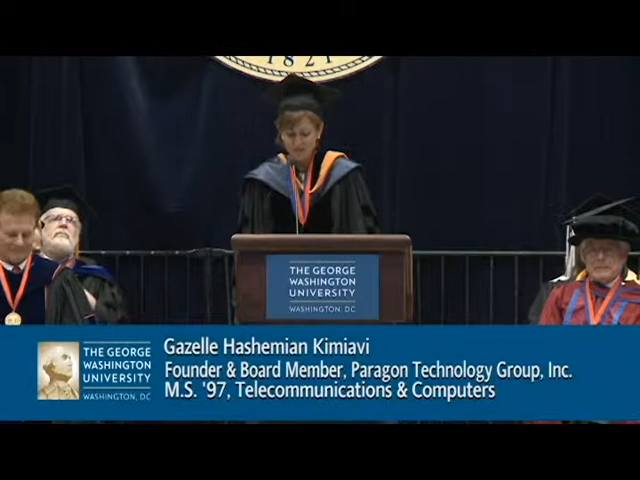 1821
THE GEORGE
WASHINGTON
UNIVERSITY
WASHINGTON, DC
THE GEORGE
WASHINGTON
UNIVERSITY
WASHINGTON, DC
Gazelle Hashemian Kimiavi
Founder & Board Member, Paragon Technology Group, Inc.
M.S. '97, Telecommunications & Computers